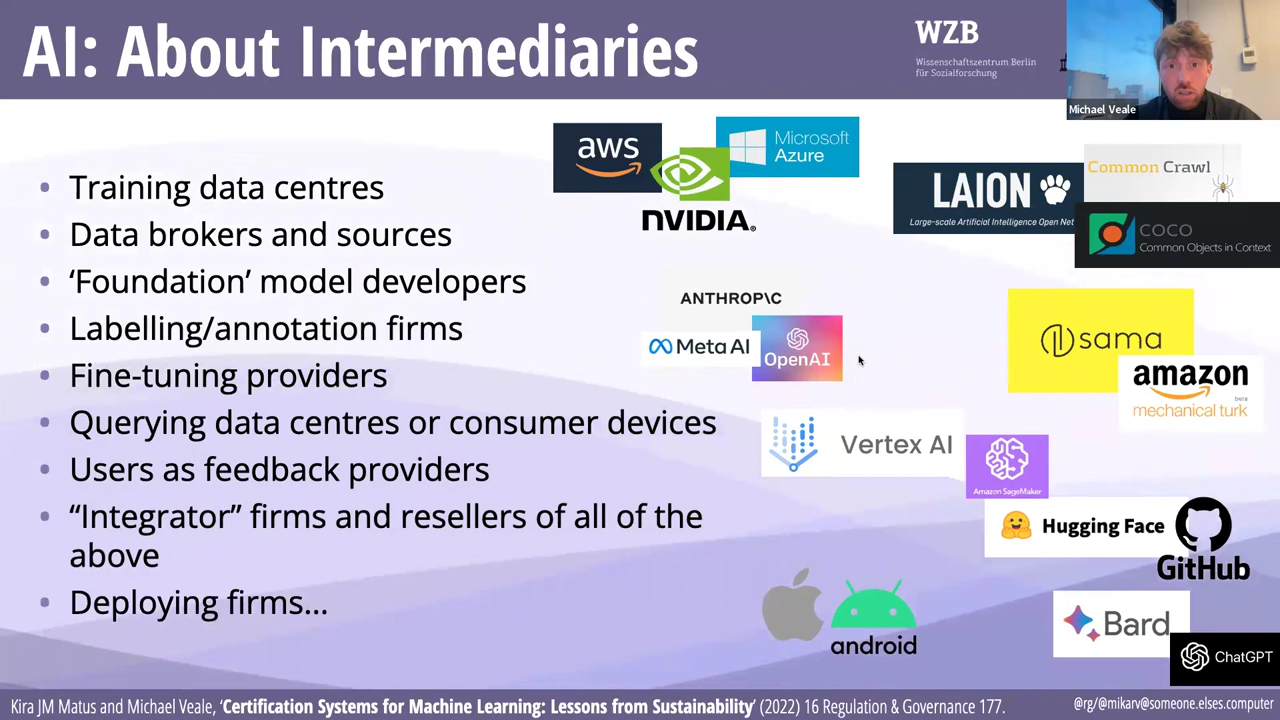 AI: About Intermediaries
WZB
Wissenschaftszentrum Berlin
für Sozialforschung
Michael Veale
• Training data centres
• Data brokers and sources
• ‘Foundation’ model developers
• Labelling/annotation firms
• Fine-tuning providers
• Querying data centres or consumer devices
• Users as feedback providers
• “Integrator” firms and resellers of all of the
above
• Deploying firms...
aws
Microsoft
Azure
NVIDIA.
LAION
Large-scale Artificial Intelligence Open Net
Common Crawl
COCO
Common Objects in Context
ANTHROP\C
Meta AI
OpenAI
sama
amazon
beta
mechanical turk
Vertex AI
Amazon SageMaker
Hugging Face
GitHub
android
Bard
ChatGPT
Kira JM Matus and Michael Veale, ‘Certification Systems for Machine Learning: Lessons from Sustainability’ (2022) 16 Regulation & Governance 177.
@rg/@mikarv@someone.elses.computer